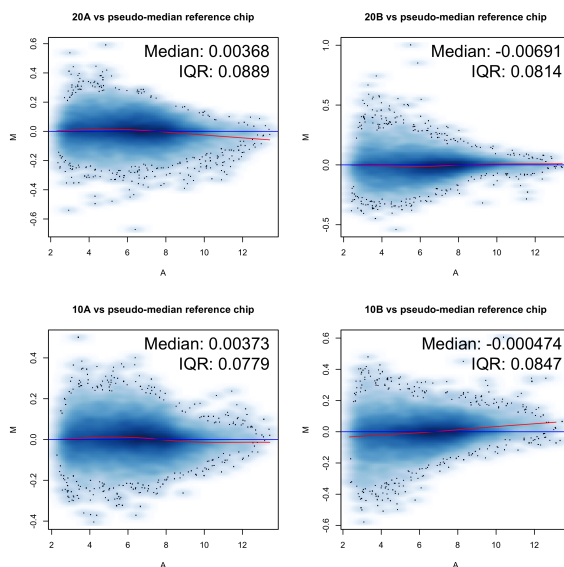 20A vs pseudo-median reference chip
Median: 0.00368
IQR: 0.0889
M
0.6
0.4
0.2
0.0
-0.2
-0.4
-0.6
2 4 6 8 10 12
A
20B vs pseudo-median reference chip
Median: -0.00691
IQR: 0.0814
M
1.0
0.5
0.0
-0.5
2 4 6 8 10 12
A
10A vs pseudo-median reference chip
Median: 0.00373
IQR: 0.0779
M
0.4
0.2
0.0
-0.2
-0.4
2 4 6 8 10 12
A
10B vs pseudo-median reference chip
Median: -0.000474
IQR: 0.0847
M
0.6
0.4
0.2
0.0
-0.2
-0.4
-0.6
2 4 6 8 10 12
A